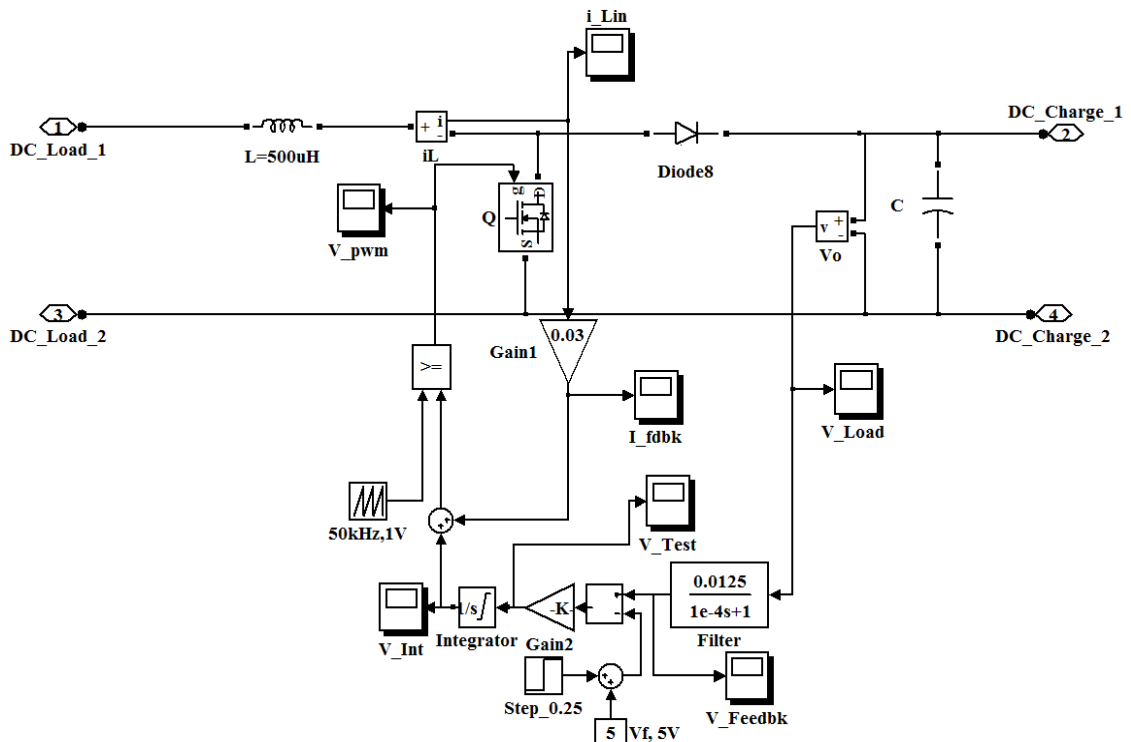 i_Lin
1
DC_Load_1
L=500uH
+ i
-
iL
Diode8
DC_Charge_1
2
V_pwm
Q
g
D
S
C
v +
-
Vo
3
DC_Load_2
0.03
Gain1
4
DC_Charge_2
>=
I_fdbk
V_Load
50kHz,1V
+
+
V_Test
V_Int
1/s
Integrator
-K-
Gain2
+
-
0.0125
1e-4s+1
Filter
Step_0.25
+
+
V_Feedbk
5
Vf, 5V